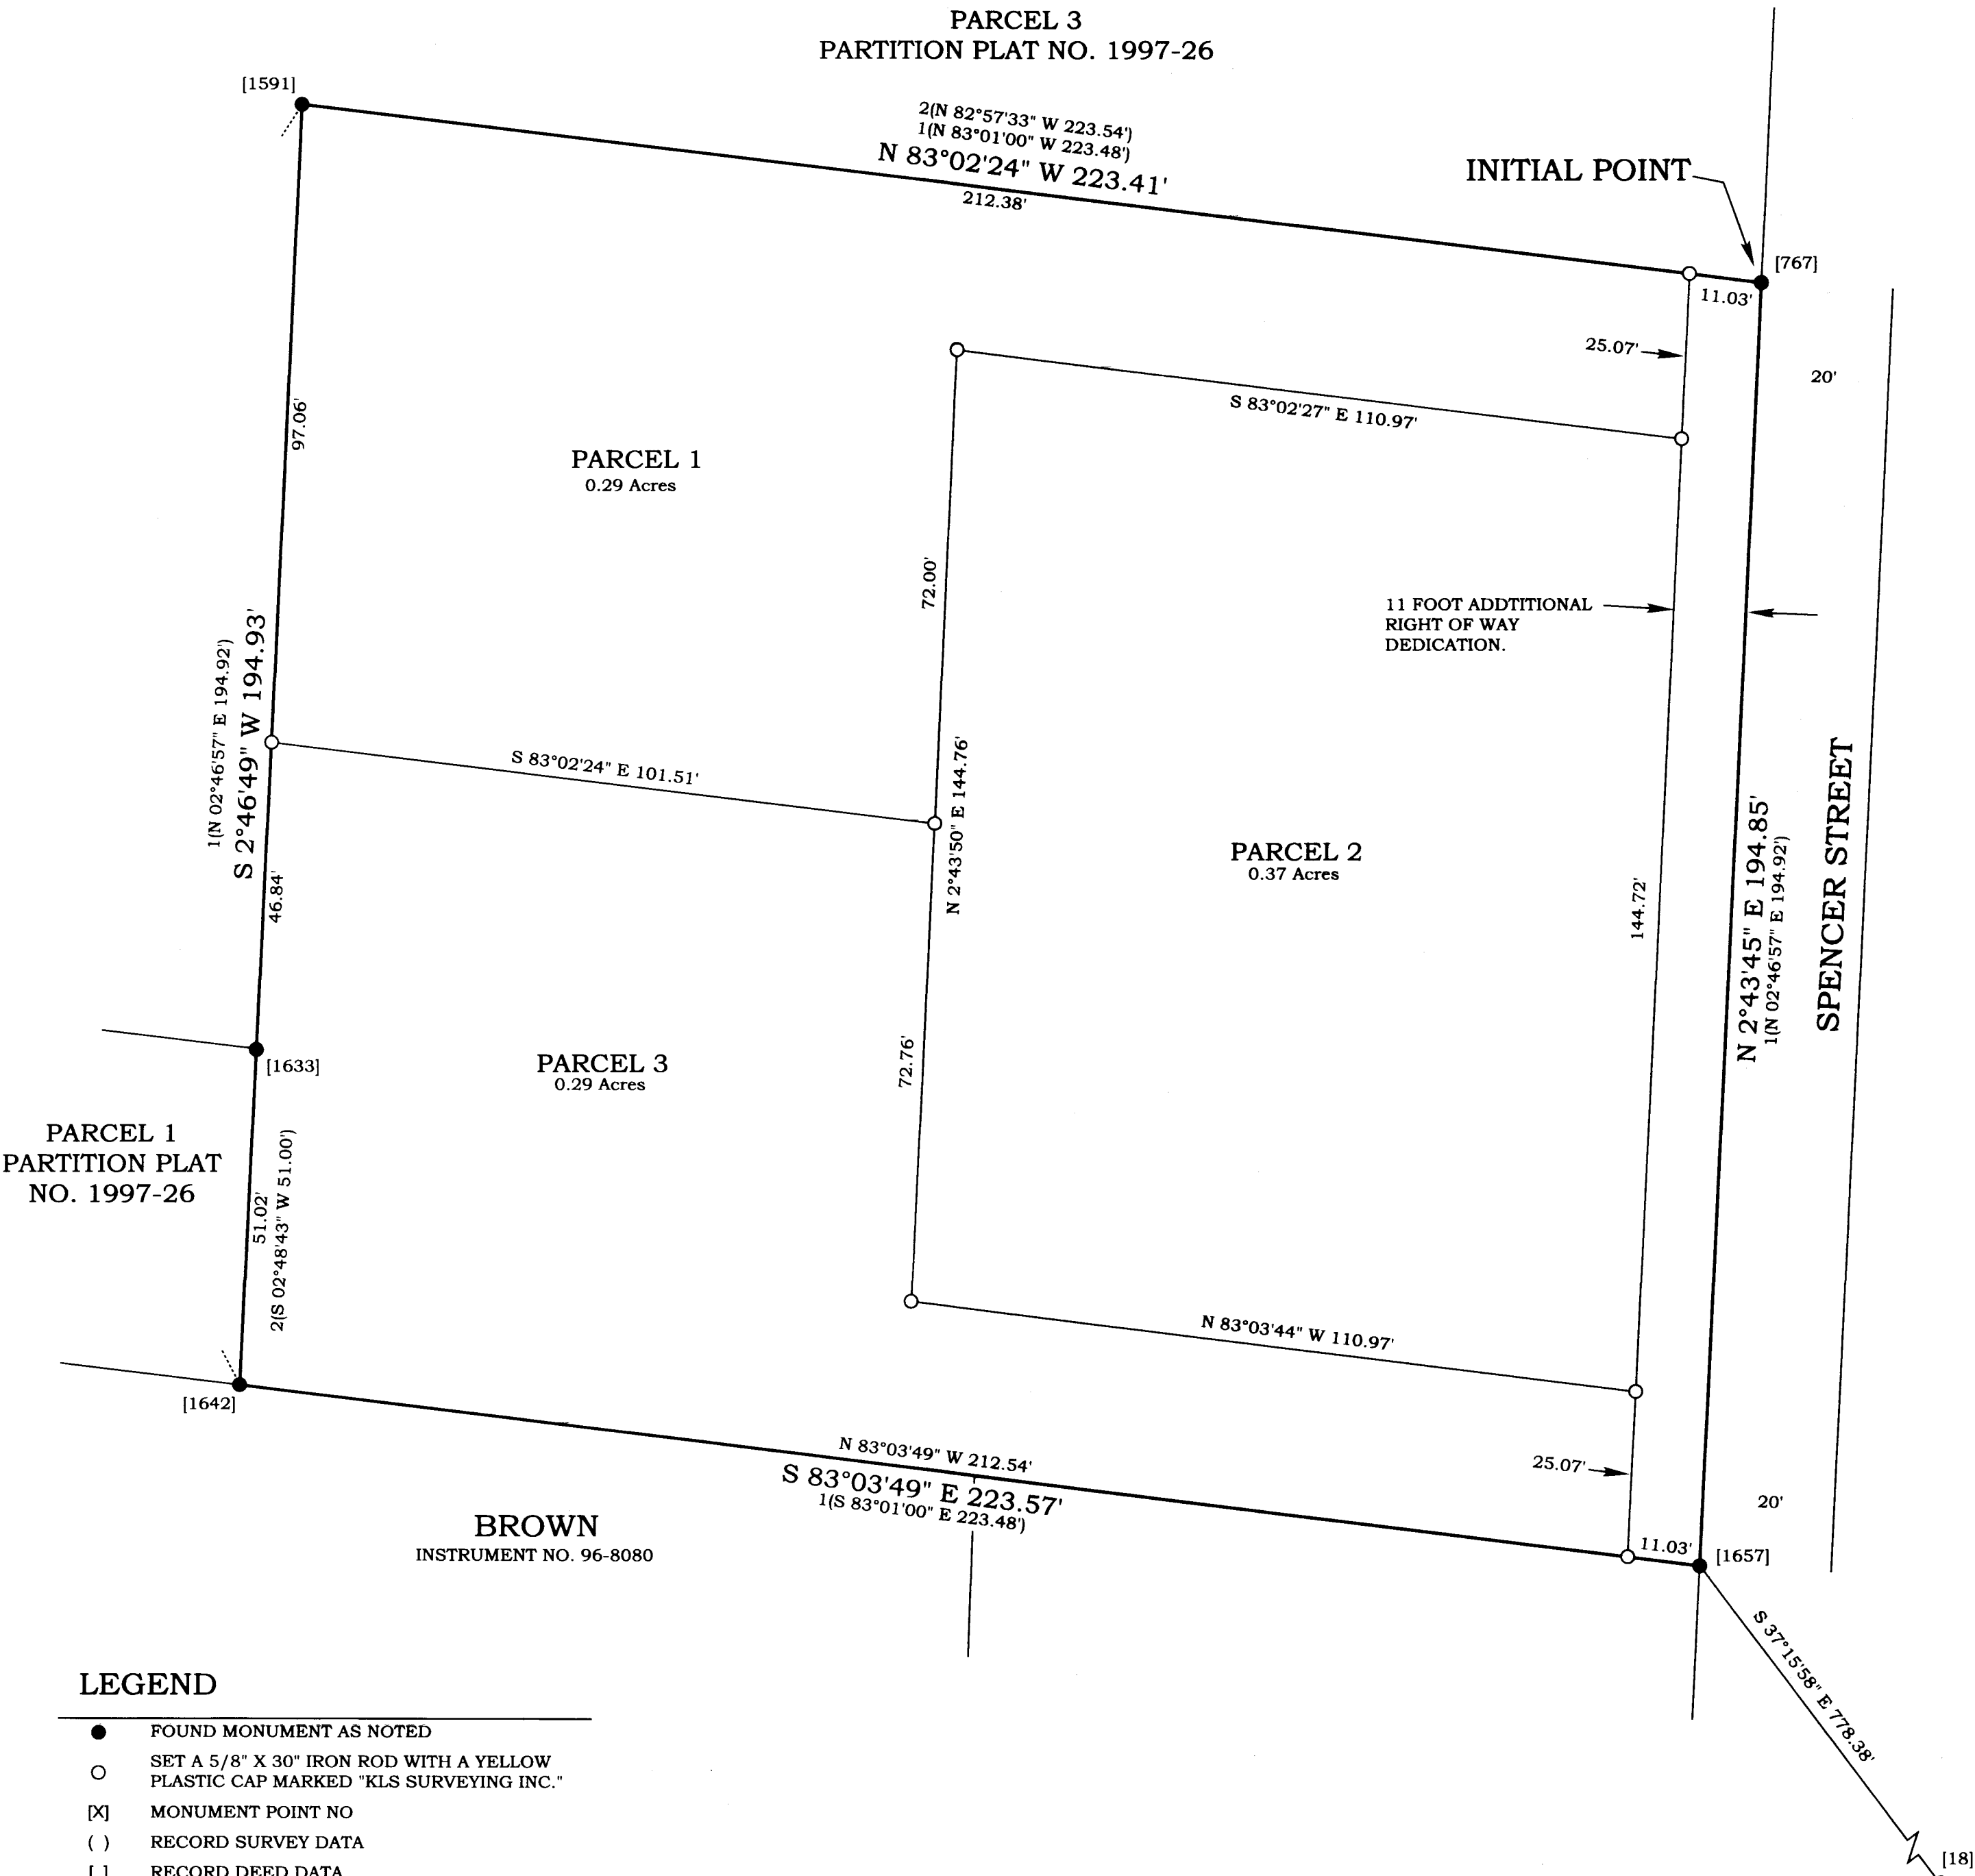 PARCEL 3
PARTITION PLAT NO. 1997-26
[1591]
2(N 82°57'33" W 223.54')
1(N 83°01'00" W 223.48')
N 83°02'24" W 223.41'
212.38'
INITIAL POINT
[767]
11.03'
25.07'
20'
S 83°02'27" E 110.97'
97.06'
PARCEL 1
0.29 Acres
72.00'
11 FOOT ADDTITIONAL
RIGHT OF WAY
DEDICATION.
1(N 02°46'57" E 194.92')
S 2°46'49" W 194.93'
S 83°02'24" E 101.51'
N 2°43'50" E 144.76'
PARCEL 2
0.37 Acres
144.72'
N 2°43'45" E 194.85'
1(N 02°46'57" E 194.92')
SPENCER STREET
46.84'
[1633]
PARCEL 3
0.29 Acres
72.76'
PARCEL 1
PARTITION PLAT
NO. 1997-26
51.02'
2(S 02°48'43" W 51.00')
N 83°03'44" W 110.97'
[1642]
N 83°03'49" W 212.54'
S 83°03'49" E 223.57'
1(S 83°01'00" E 223.48')
25.07'
20'
11.03'
[1657]
BROWN
INSTRUMENT NO. 96-8080
S 37°15'58" E 778.38'
[18]
LEGEND
FOUND MONUMENT AS NOTED
SET A 5/8" X 30" IRON ROD WITH A YELLOW
PLASTIC CAP MARKED "KLS SURVEYING INC."
[X] MONUMENT POINT NO
( ) RECORD SURVEY DATA
[ ] RECORD DEED DATA